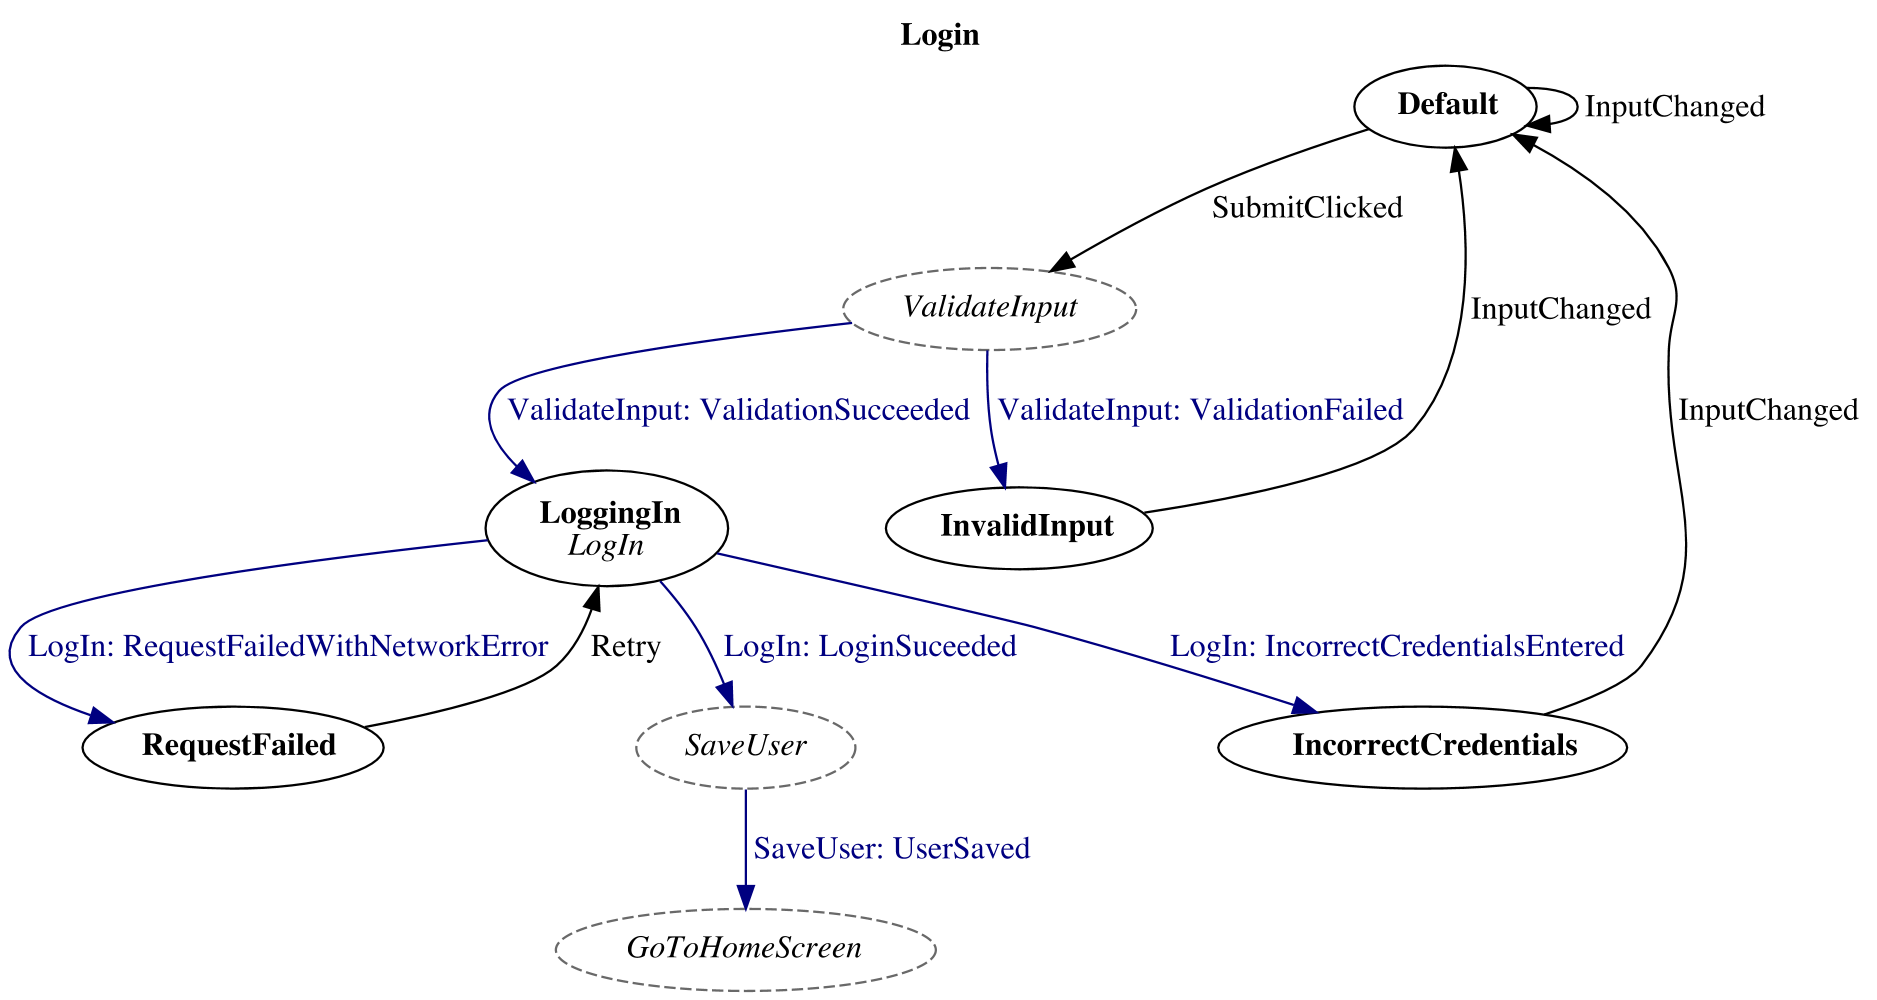 Login
Default
InputChanged
SubmitClicked
ValidateInput
InputChanged
ValidateInput: ValidationSucceeded
ValidateInput: ValidationFailed
InputChanged
LoggingIn
LogIn
InvalidInput
LogIn: RequestFailedWithNetworkError
Retry
LogIn: LoginSuceeded
LogIn: IncorrectCredentialsEntered
RequestFailed
SaveUser
IncorrectCredentials
SaveUser: UserSaved
GoToHomeScreen